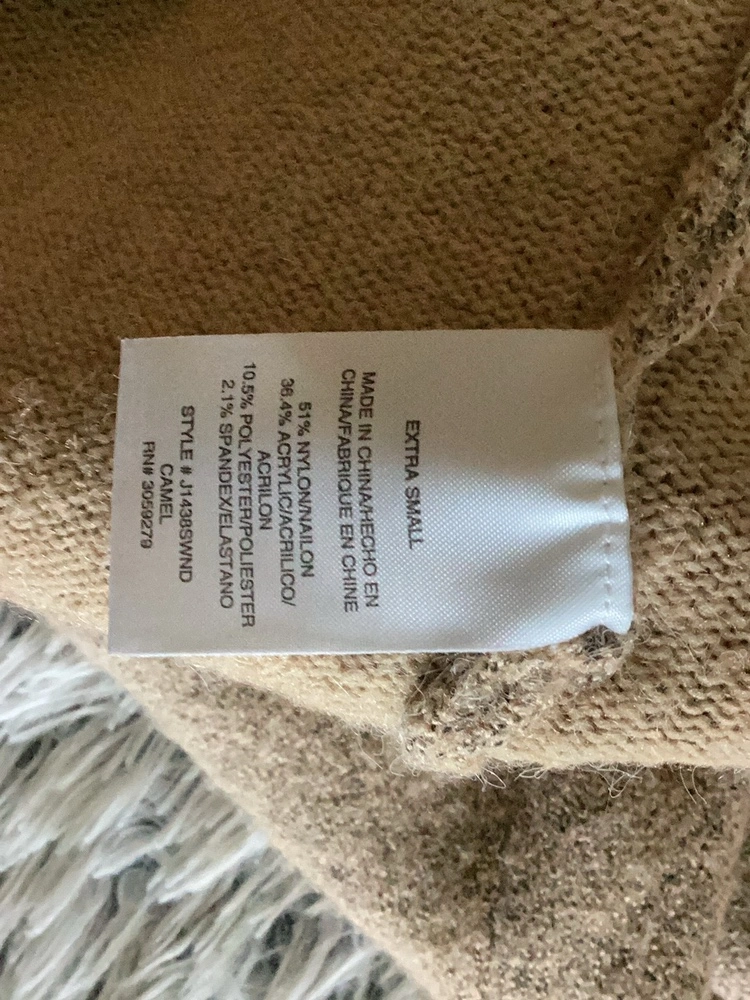 EXTRA SMALL
MADE IN CHINA/HECHO EN
CHINA/FABRIQUE EN CHINE
51% NYLON/NAILON
36.4% ACRYLIC/ACRILICO/
ACRILON
10.5% POLYESTER/POLIESTER
2.1% SPANDEX/ELASTANO
STYLE # J1438SWND
CAMEL
RN# 3059279